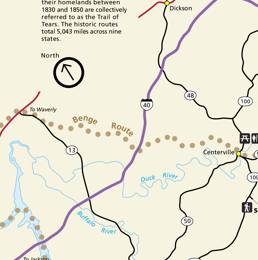 their homelands between
1830 and 1850 are collectively
referred to as the Trail of
Tears. The historic routes
total 5,043 miles across nine
states.
Dickson
North
48
40
100
To Waverly
Benge Route
13
Centerville
Duck River
100
Buffalo River
50
S
To Jackson